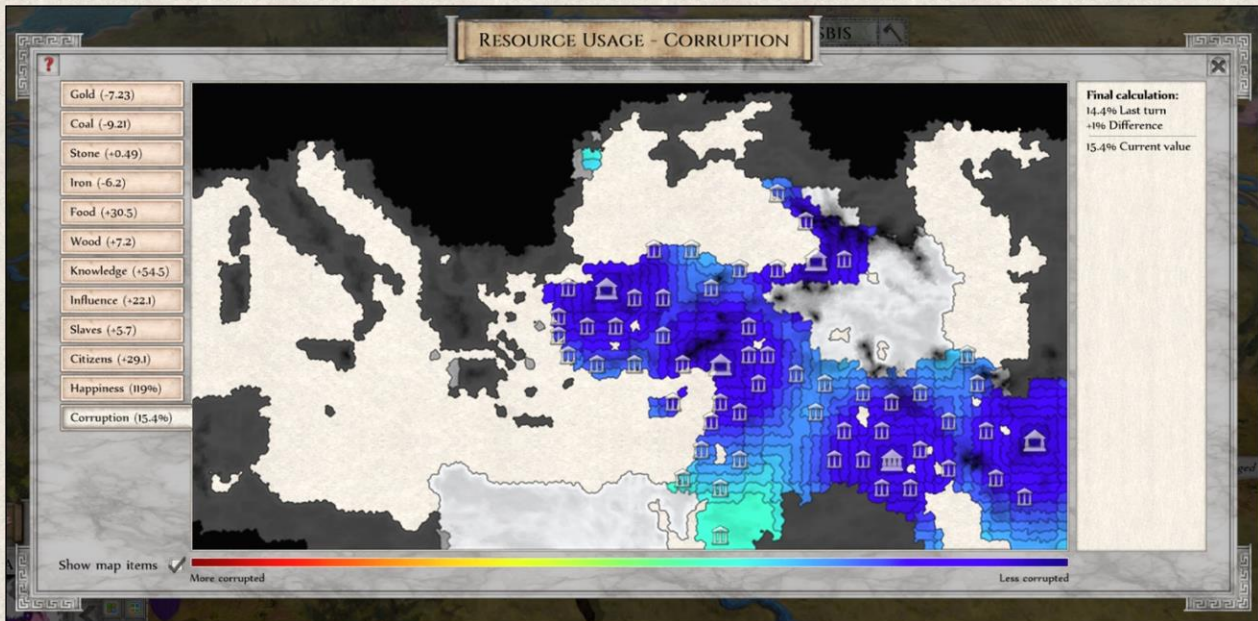 SBIS
RESOURCE USAGE - CORRUPTION
?
Gold (-7.23)
Coal (-9.21)
Stone (+0.49)
Iron (-6.2)
Food (+30.5)
Wood (+7.2)
Knowledge (+54.5)
Influence (+22.1)
Slaves (+5.7)
Citizens (+29.1)
Happiness (119%)
Corruption (15.4%)
Final calculation:
14.4% Last turn
+1% Difference
15.4% Current value
Show map items
More corrupted
Less corrupted